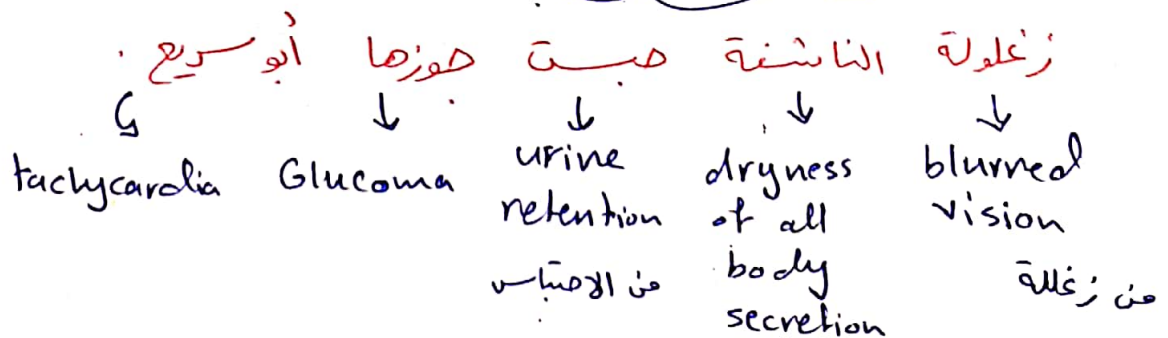 زغلولة الناشفة حبست جوزها أبو سريع.
tachycardia Glucoma urine retention dryness of all body secretion blurred vision
من الاحتباس
من زغللة